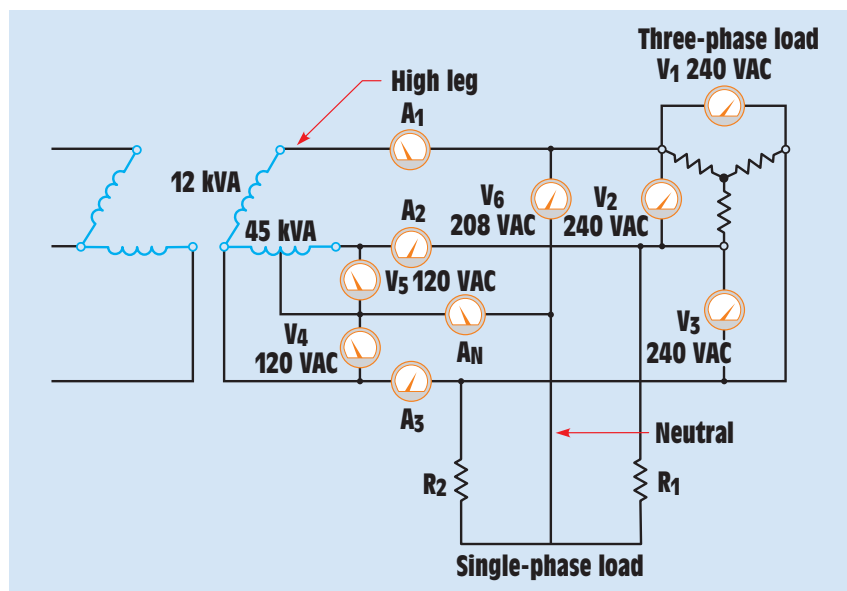 Three-phase load
V1 240 VAC
High leg
A1
12 kVA
V6
208 VAC
V2
240 VAC
A2
45 kVA
V5 120 VAC
V4
120 VAC
AN
V3
240 VAC
A3
Neutral
R2
R1
Single-phase load